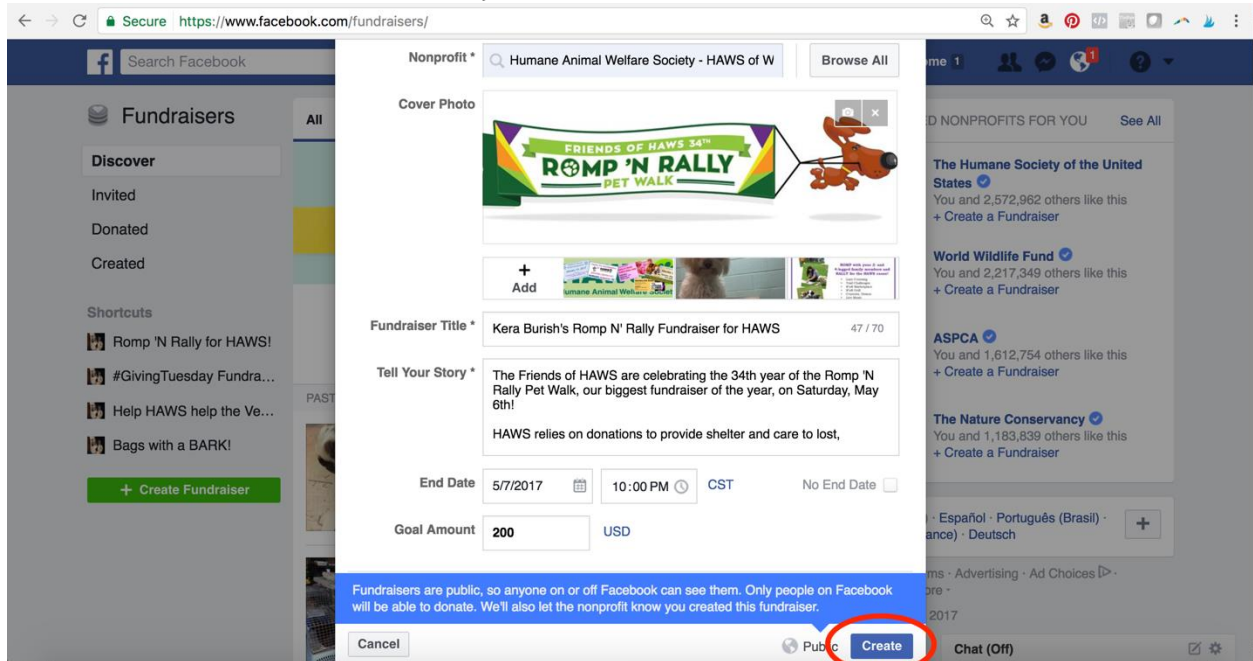 Secure https://www.facebook.com/fundraisers/
Search Facebook
ome 1
1
Fundraisers
Discover
Invited
Donated
Created
Shortcuts
Romp 'N Rally for HAWS!
#GivingTuesday Fundra...
Help HAWS help the Ve...
Bags with a BARK!
+ Create Fundraiser
All
PAST
Nonprofit *
Humane Animal Welfare Society - HAWS of W
Browse All
Cover Photo
FRIENDS OF HAWS 34TH
ROMP 'N RALLY
PET WALK
+
Add
Fundraiser Title *
Kera Burish's Romp N' Rally Fundraiser for HAWS
47 / 70
Tell Your Story *
The Friends of HAWS are celebrating the 34th year of the Romp 'N
Rally Pet Walk, our biggest fundraiser of the year, on Saturday, May
6th!
HAWS relies on donations to provide shelter and care to lost,
End Date
5/7/2017
10:00 PM
CST
No End Date
Goal Amount
200
USD
Fundraisers are public, so anyone on or off Facebook can see them. Only people on Facebook
will be able to donate. We'll also let the nonprofit know you created this fundraiser.
Cancel
Public
Create
D NONPROFITS FOR YOU
See All
The Humane Society of the United
States
You and 2,572,962 others like this
+ Create a Fundraiser
World Wildlife Fund
You and 2,217,349 others like this
+ Create a Fundraiser
ASPCA
You and 1,612,754 others like this
+ Create a Fundraiser
The Nature Conservancy
You and 1,183,839 others like this
+ Create a Fundraiser
· Español · Português (Brasil) ·
ance) · Deutsch
+
ms · Advertising · Ad Choices ·
ore ·
2017
Chat (Off)